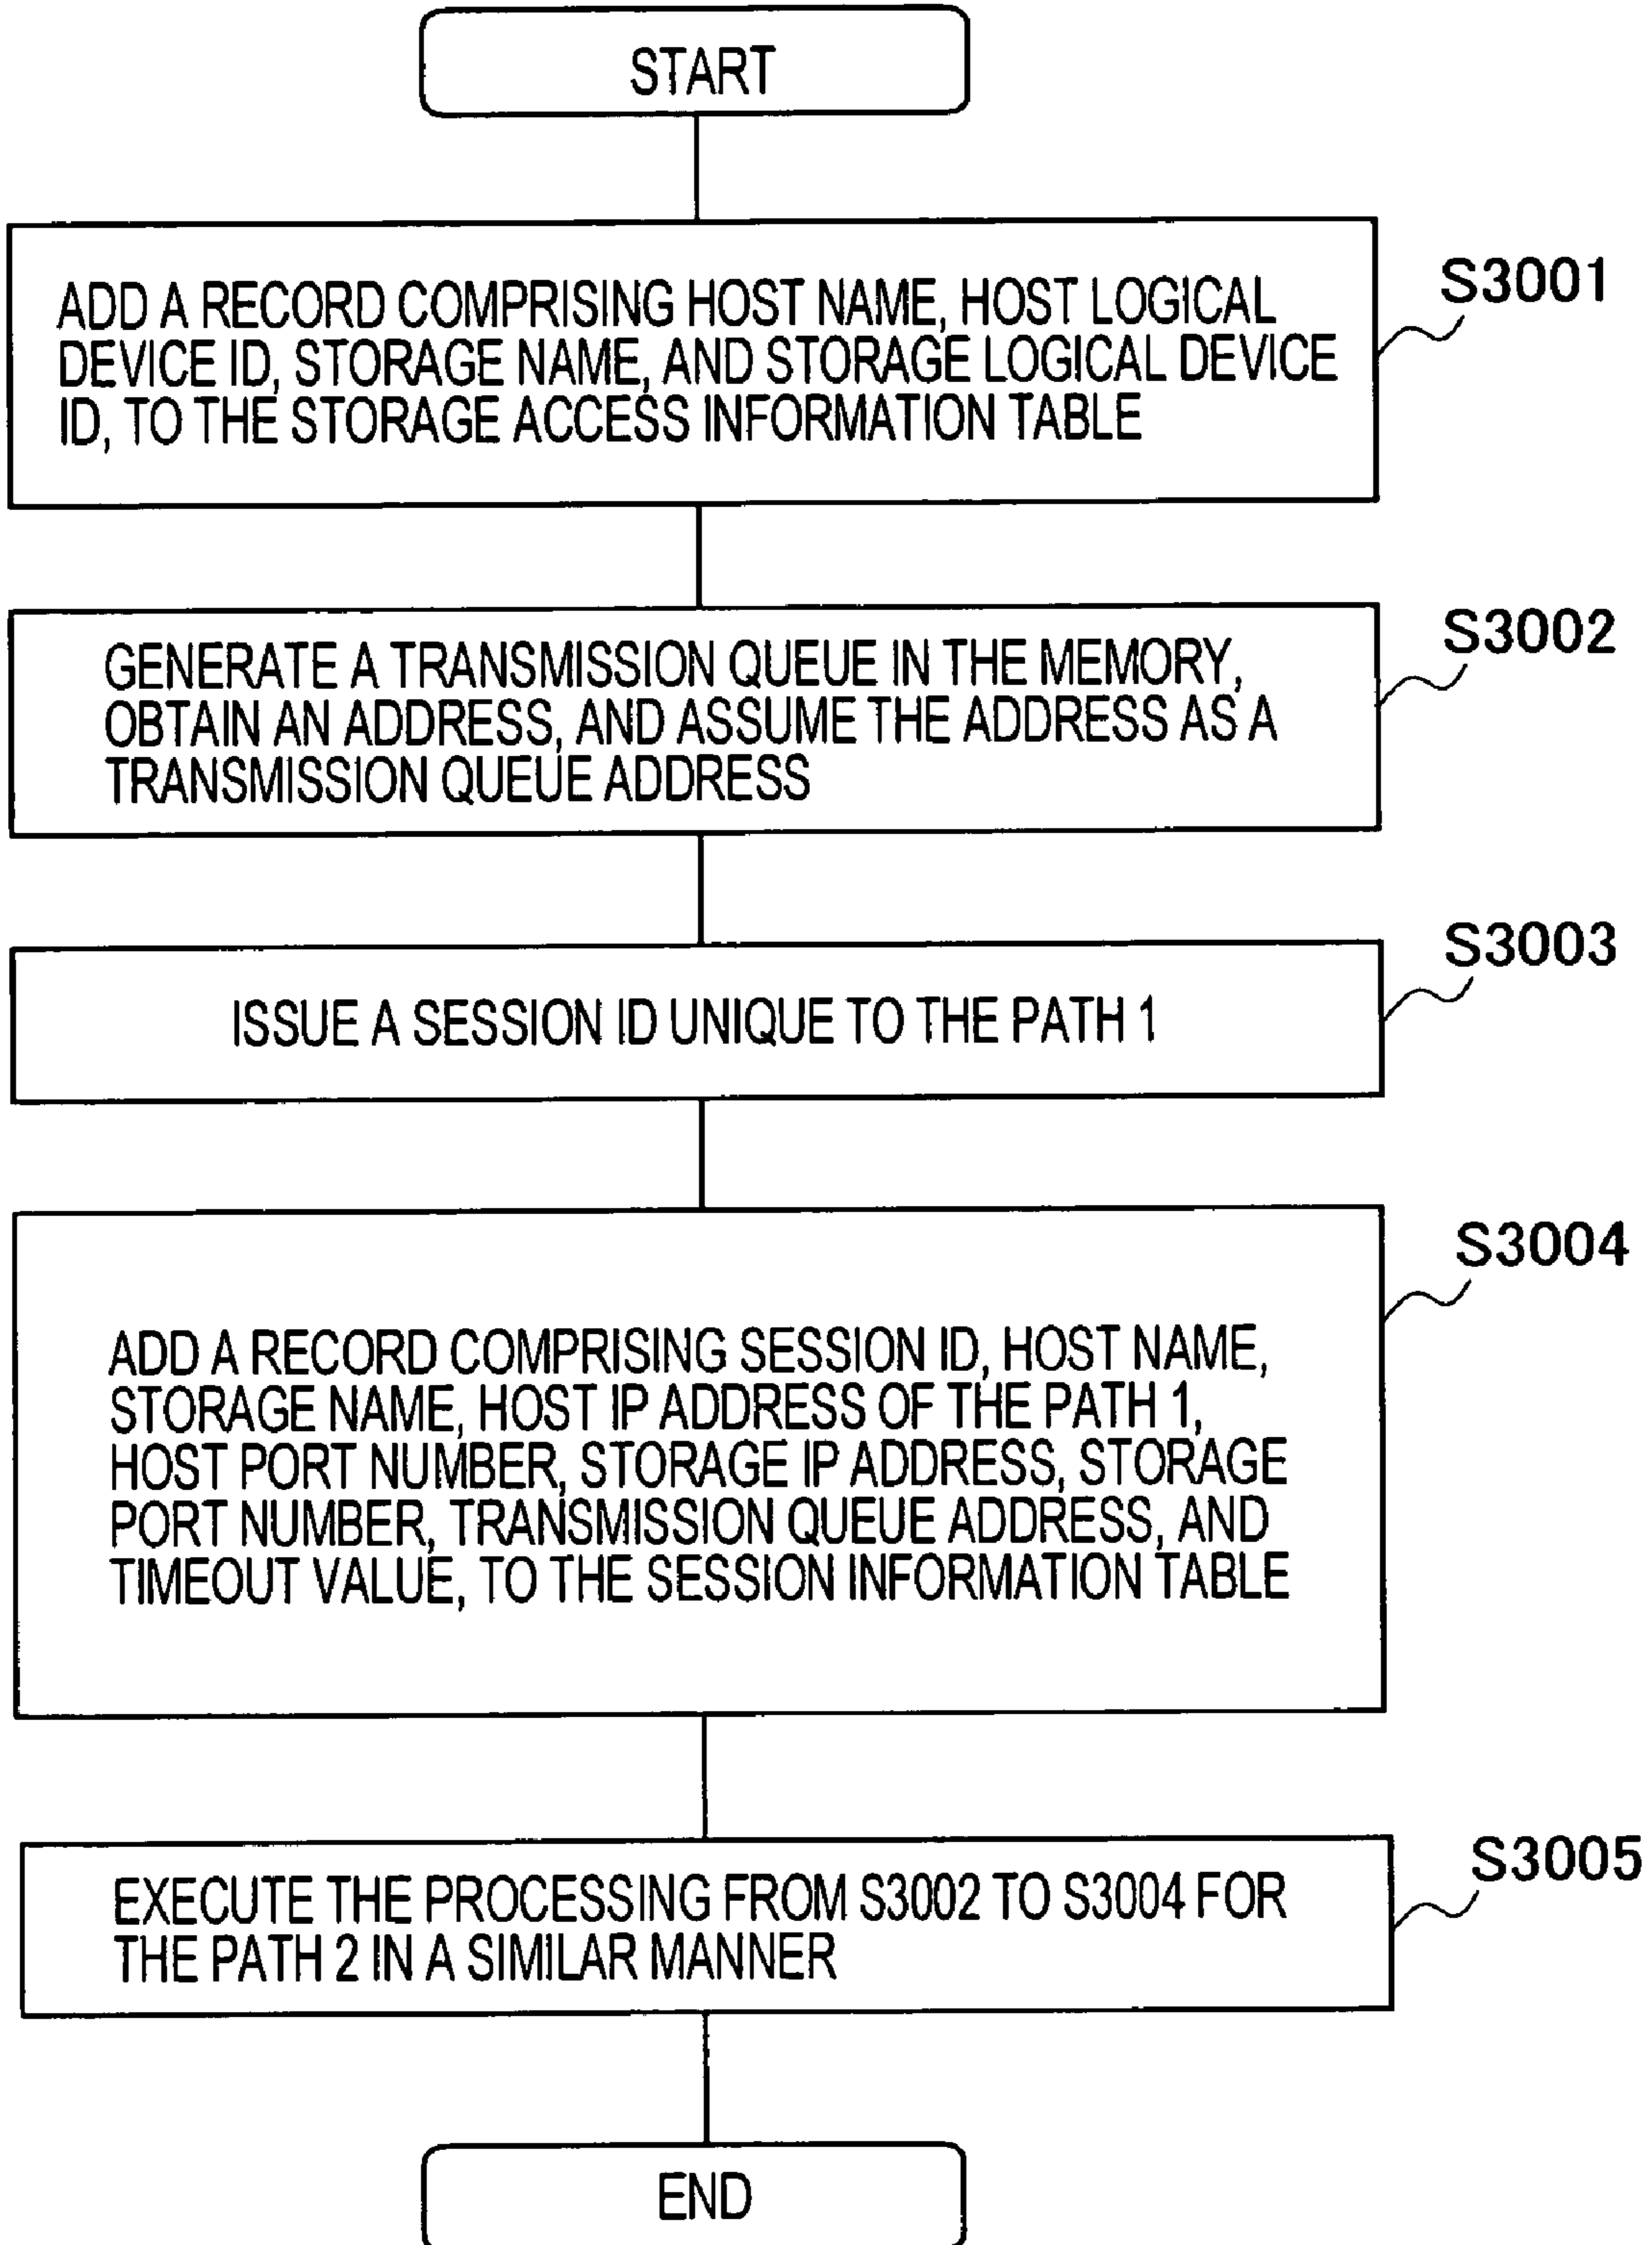 START
S3001
ADD A RECORD COMPRISING HOST NAME, HOST LOGICAL
DEVICE ID, STORAGE NAME, AND STORAGE LOGICAL DEVICE
ID, TO THE STORAGE ACCESS INFORMATION TABLE
S3002
GENERATE A TRANSMISSION QUEUE IN THE MEMORY,
OBTAIN AN ADDRESS, AND ASSUME THE ADDRESS AS A
TRANSMISSION QUEUE ADDRESS
S3003
ISSUE A SESSION ID UNIQUE TO THE PATH 1
S3004
ADD A RECORD COMPRISING SESSION ID, HOST NAME,
STORAGE NAME, HOST IP ADDRESS OF THE PATH 1,
HOST PORT NUMBER, STORAGE IP ADDRESS, STORAGE
PORT NUMBER, TRANSMISSION QUEUE ADDRESS, AND
TIMEOUT VALUE, TO THE SESSION INFORMATION TABLE
S3005
EXECUTE THE PROCESSING FROM S3002 TO S3004 FOR
THE PATH 2 IN A SIMILAR MANNER
END